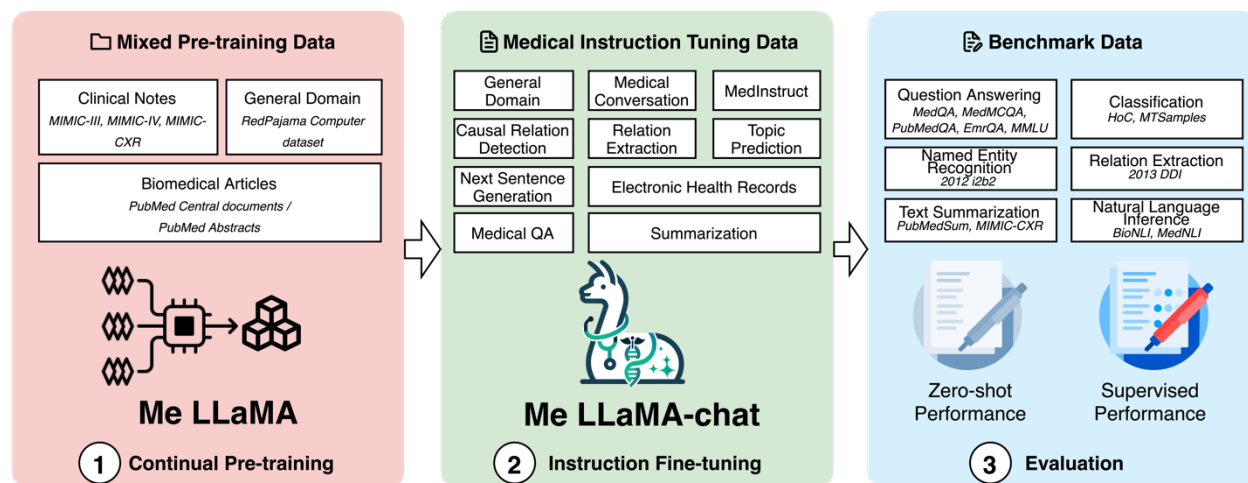 Mixed Pre-training Data
Clinical Notes
MIMIC-III, MIMIC-IV, MIMIC-
CXR
General Domain
RedPajama Computer
dataset
Biomedical Articles
PubMed Central documents /
PubMed Abstracts
Me LLaMA
1 Continual Pre-training
Medical Instruction Tuning Data
General
Domain
Medical
Conversation
MedInstruct
Causal Relation
Detection
Relation
Extraction
Topic
Prediction
Next Sentence
Generation
Electronic Health Records
Medical QA
Summarization
Me LLaMA-chat
2 Instruction Fine-tuning
Benchmark Data
Question Answering
MedQA, MedMCQA,
PubMedQA, EmrQA, MMLU
Classification
HoC, MTSamples
Named Entity
Recognition
2012 i2b2
Relation Extraction
2013 DDI
Text Summarization
PubMedSum, MIMIC-CXR
Natural Language
Inference
BioNLI, MedNLI
Zero-shot
Performance
Supervised
Performance
3 Evaluation